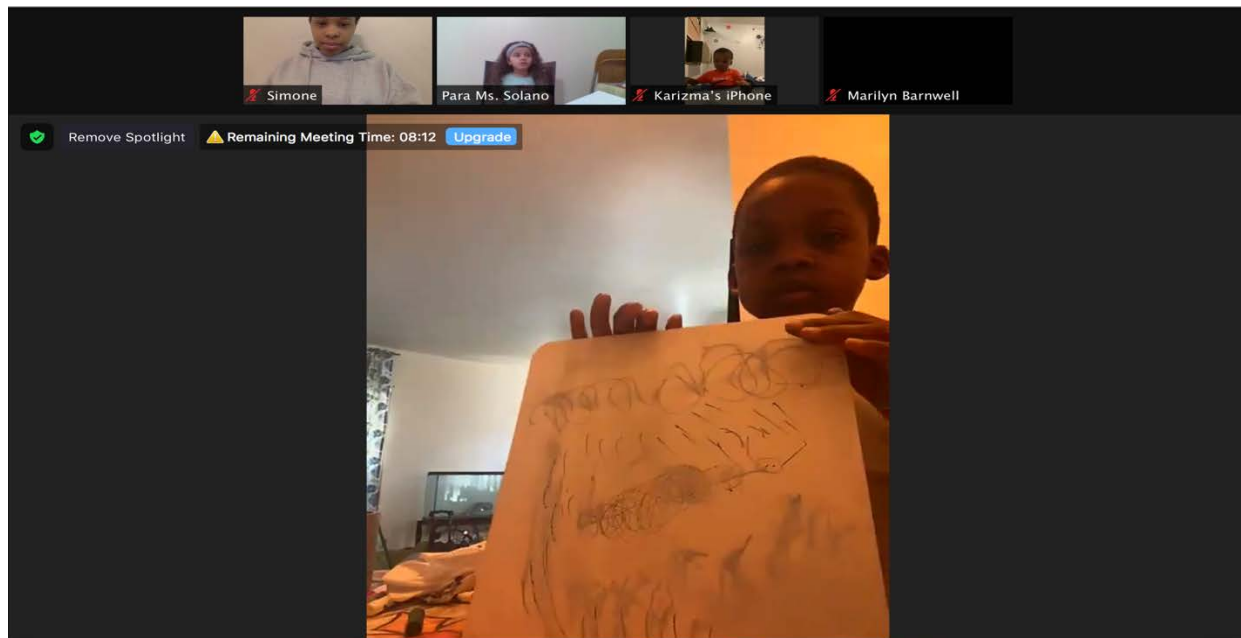 Simone
Para Ms. Solano
Karizma's iPhone
Marilyn Barnwell
Remove Spotlight
Remaining Meeting Time: 08:12 Upgrade